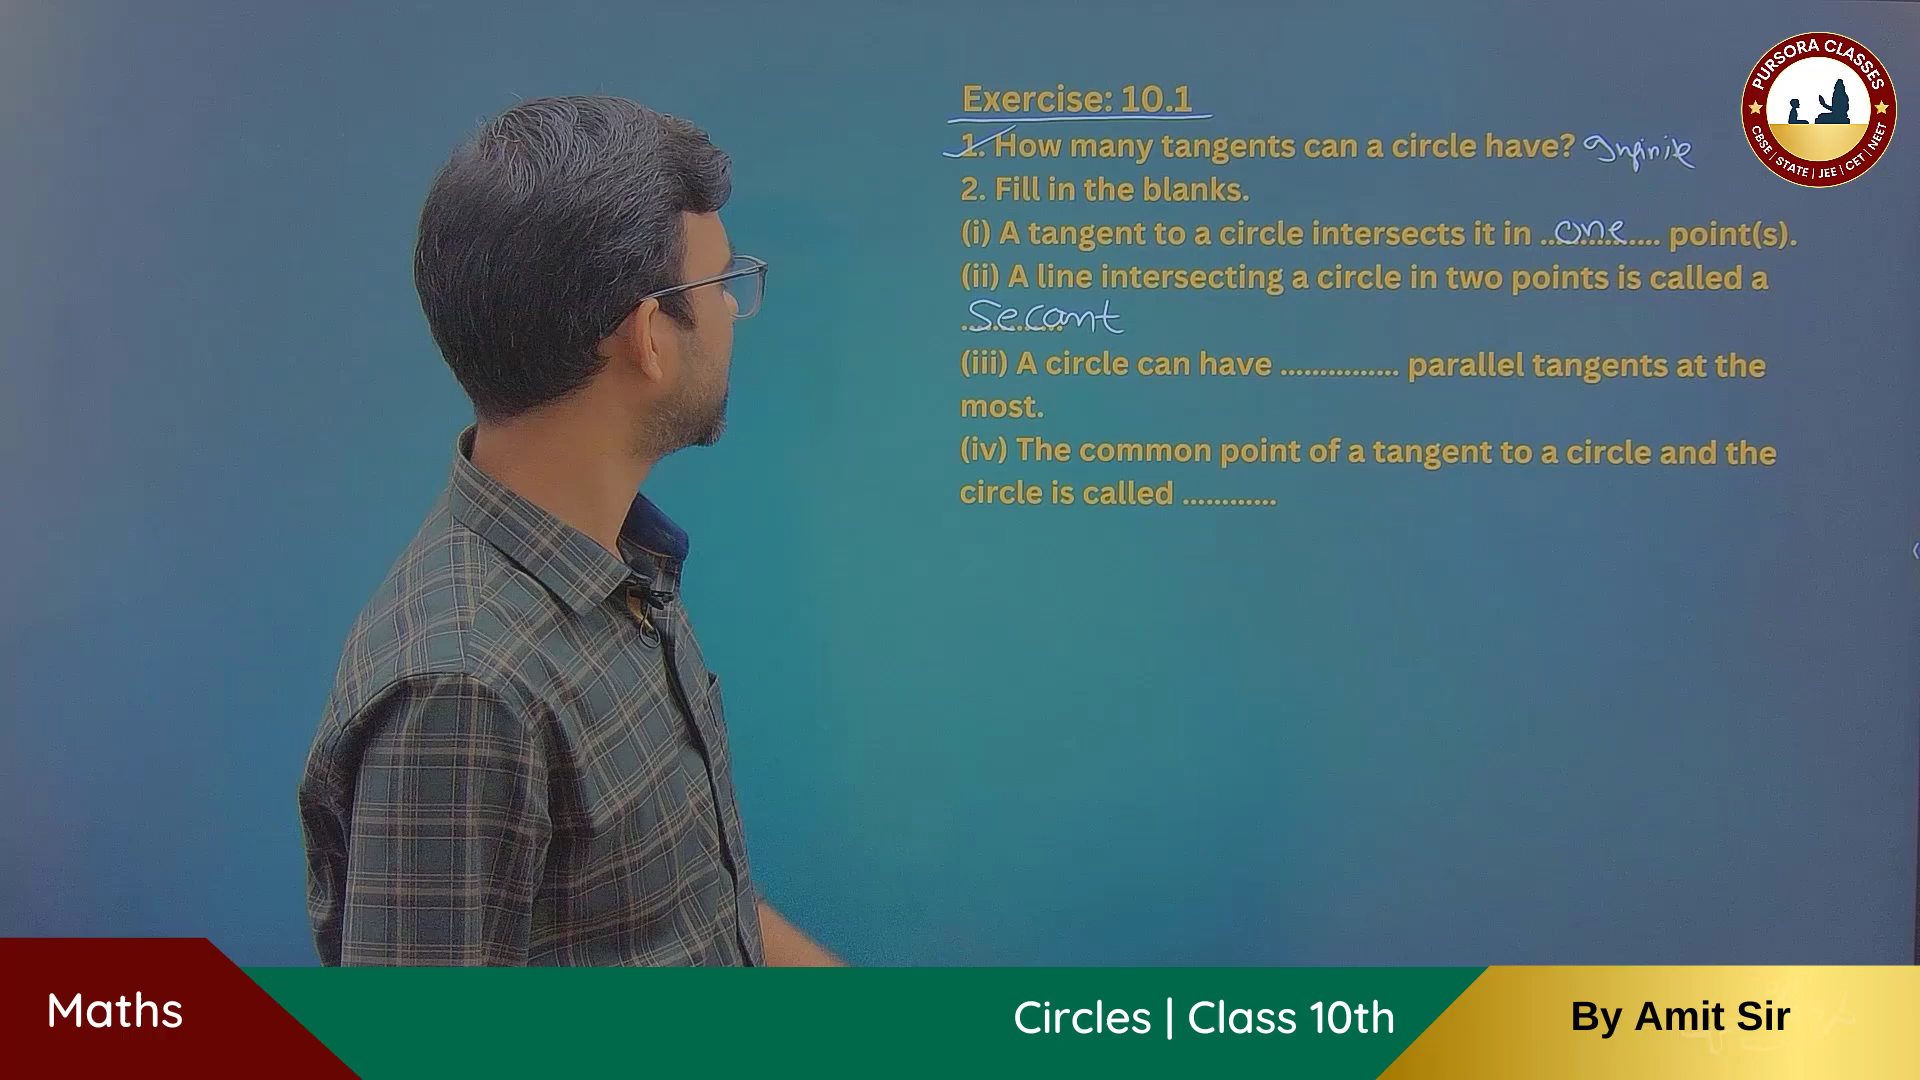 PURSORA CLASSES
CBSE | STATE | JEE | CET | NEET
Exercise: 10.1
1. How many tangents can a circle have? Infinite
2. Fill in the blanks.
(i) A tangent to a circle intersects it in ....one.... point(s).
(ii) A line intersecting a circle in two points is called a
Secant
(iii) A circle can have ............... parallel tangents at the
most.
(iv) The common point of a tangent to a circle and the
circle is called ............
Maths
Circles | Class 10th
By Amit Sir